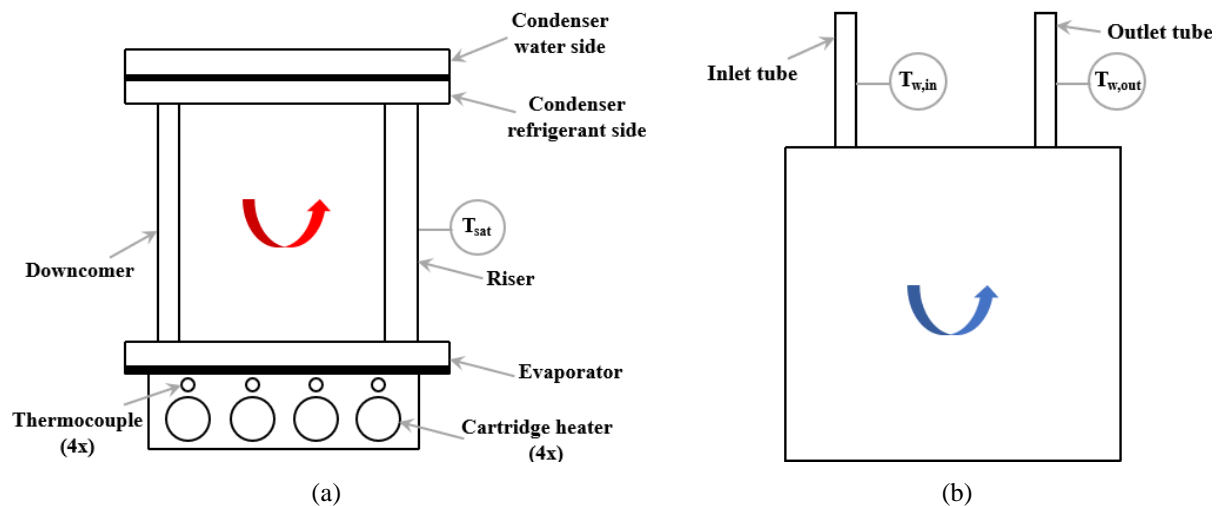 Condenser
water side
Condenser
refrigerant side
T_sat
Downcomer
Riser
Evaporator
Thermocouple
(4x)
Cartridge heater
(4x)
(a)
Outlet tube
Inlet tube
T_w,in
T_w,out
(b)